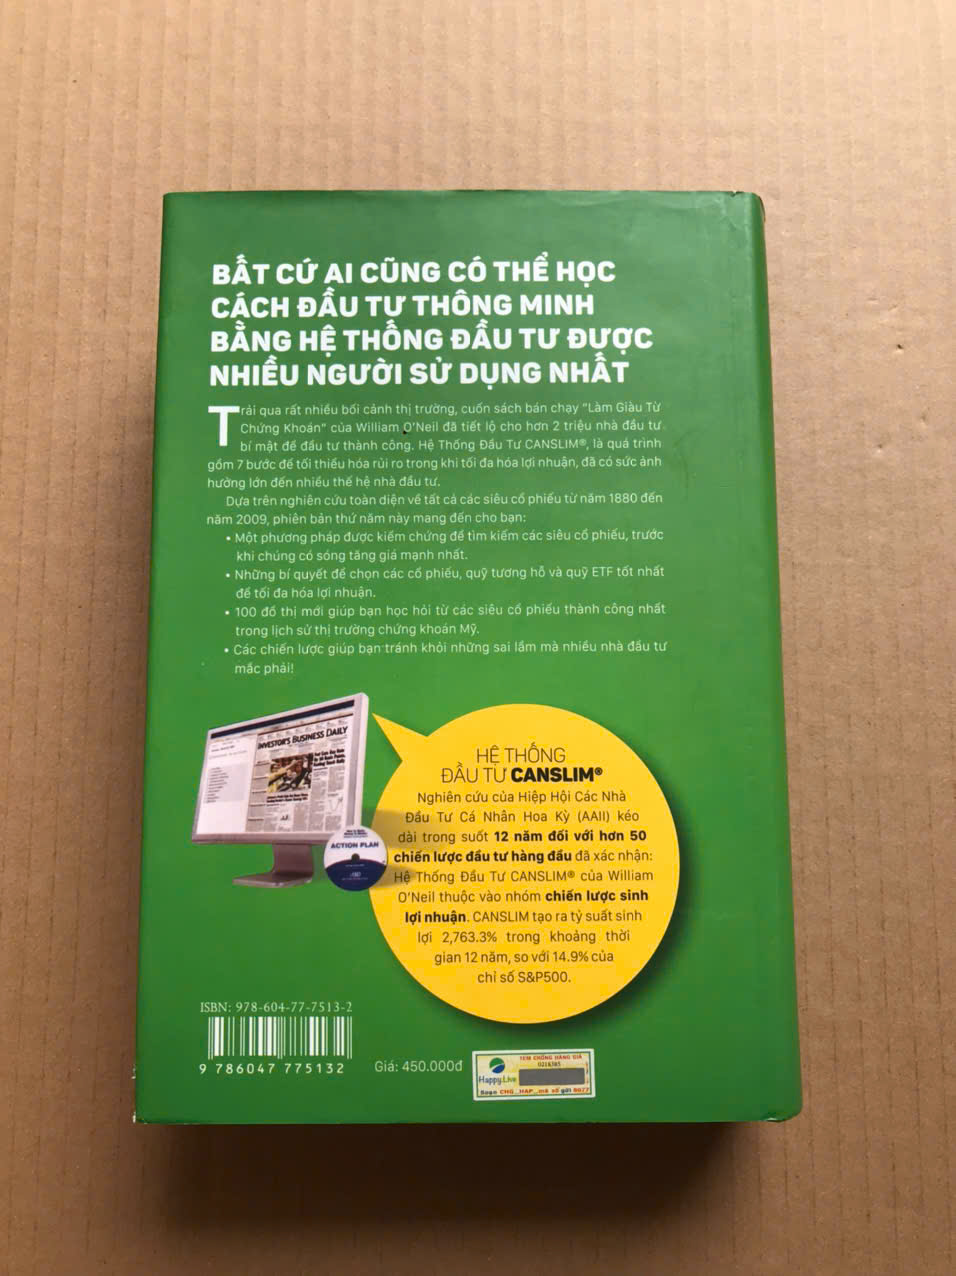 BẤT CỨ AI CŨNG CÓ THỂ HỌC
CÁCH ĐẦU TƯ THÔNG MINH
BẰNG HỆ THỐNG ĐẦU TƯ ĐƯỢC
NHIỀU NGƯỜI SỬ DỤNG NHẤT
Trải qua rất nhiều bối cảnh thị trường, cuốn sách bán chạy "Làm Giàu Từ
Chứng Khoán" của William O'Neil đã tiết lộ cho hơn 2 triệu nhà đầu tư
bí mật để đầu tư thành công. Hệ Thống Đầu Tư CANSLIM®, là quá trình
gồm 7 bước để tối thiểu hóa rủi ro trong khi tối đa hóa lợi nhuận, đã có sức ảnh
hưởng lớn đến nhiều thế hệ nhà đầu tư.
Dựa trên nghiên cứu toàn diện về tất cả các siêu cổ phiếu từ năm 1880 đến
năm 2009, phiên bản thứ năm này mang đến cho bạn:
• Một phương pháp được kiểm chứng để tìm kiếm các siêu cổ phiếu, trước
khi chúng có sóng tăng giá mạnh nhất.
• Những bí quyết để chọn các cổ phiếu, quỹ tương hỗ và quỹ ETF tốt nhất
để tối đa hóa lợi nhuận.
• 100 đồ thị mới giúp bạn học hỏi từ các siêu cổ phiếu thành công nhất
trong lịch sử thị trường chứng khoán Mỹ.
• Các chiến lược giúp bạn tránh khỏi những sai lầm mà nhiều nhà đầu tư
mắc phải!
INVESTOR'S BUSINESS DAILY
ACTION PLAN
HỆ THỐNG
ĐẦU TƯ CANSLIM®
Nghiên cứu của Hiệp Hội Các Nhà
Đầu Tư Cá Nhân Hoa Kỳ (AAII) kéo
dài trong suốt 12 năm đối với hơn 50
chiến lược đầu tư hàng đầu đã xác nhận:
Hệ Thống Đầu Tư CANSLIM® của William
O'Neil thuộc vào nhóm chiến lược sinh
lợi nhuận. CANSLIM tạo ra tỷ suất sinh
lợi 2,763.3% trong khoảng thời
gian 12 năm, so với 14.9% của
chỉ số S&P500.
ISBN: 978-604-77-7513-2
9 786047 775132
Giá: 450.000đ
TEM CHỐNG HÀNG GIẢ
0218385
Happy.Live
Soạn CHG_HAP_mã số gửi 8077